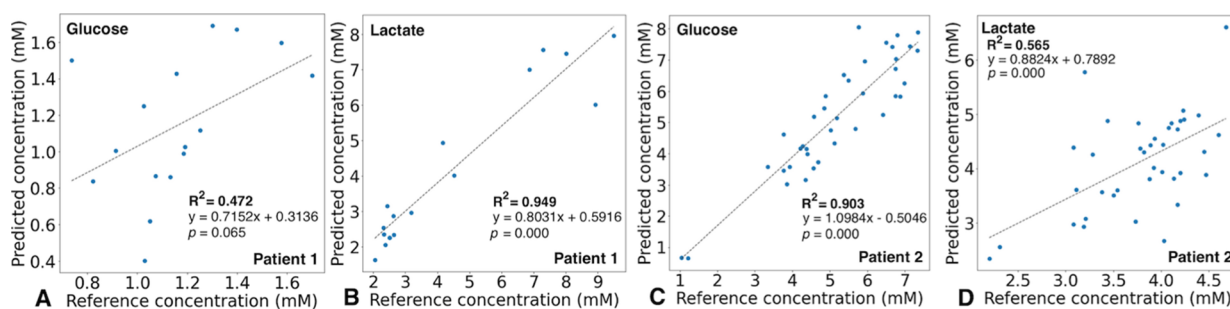 Glucose
1.6
1.4
1.2
1.0
0.8
0.6
0.4
Predicted concentration (mM)
R² = 0.472
y = 0.7152x + 0.3136
p = 0.065
Patient 1
0.8 1.0 1.2 1.4 1.6
A Reference concentration (mM)
Lactate
8
7
6
5
4
3
2
Predicted concentration (mM)
R² = 0.949
y = 0.8031x + 0.5916
p = 0.000
Patient 1
2 3 4 5 6 7 8 9
B Reference concentration (mM)
Glucose
8
7
6
5
4
3
2
1
Predicted concentration (mM)
R² = 0.903
y = 1.0984x - 0.5046
p = 0.000
Patient 2
1 2 3 4 5 6 7
C Reference concentration (mM)
Lactate
R² = 0.565
y = 0.8824x + 0.7892
p = 0.000
6
5
4
3
Predicted concentration (mM)
Patient 2
2.5 3.0 3.5 4.0 4.5
D Reference concentration (mM)